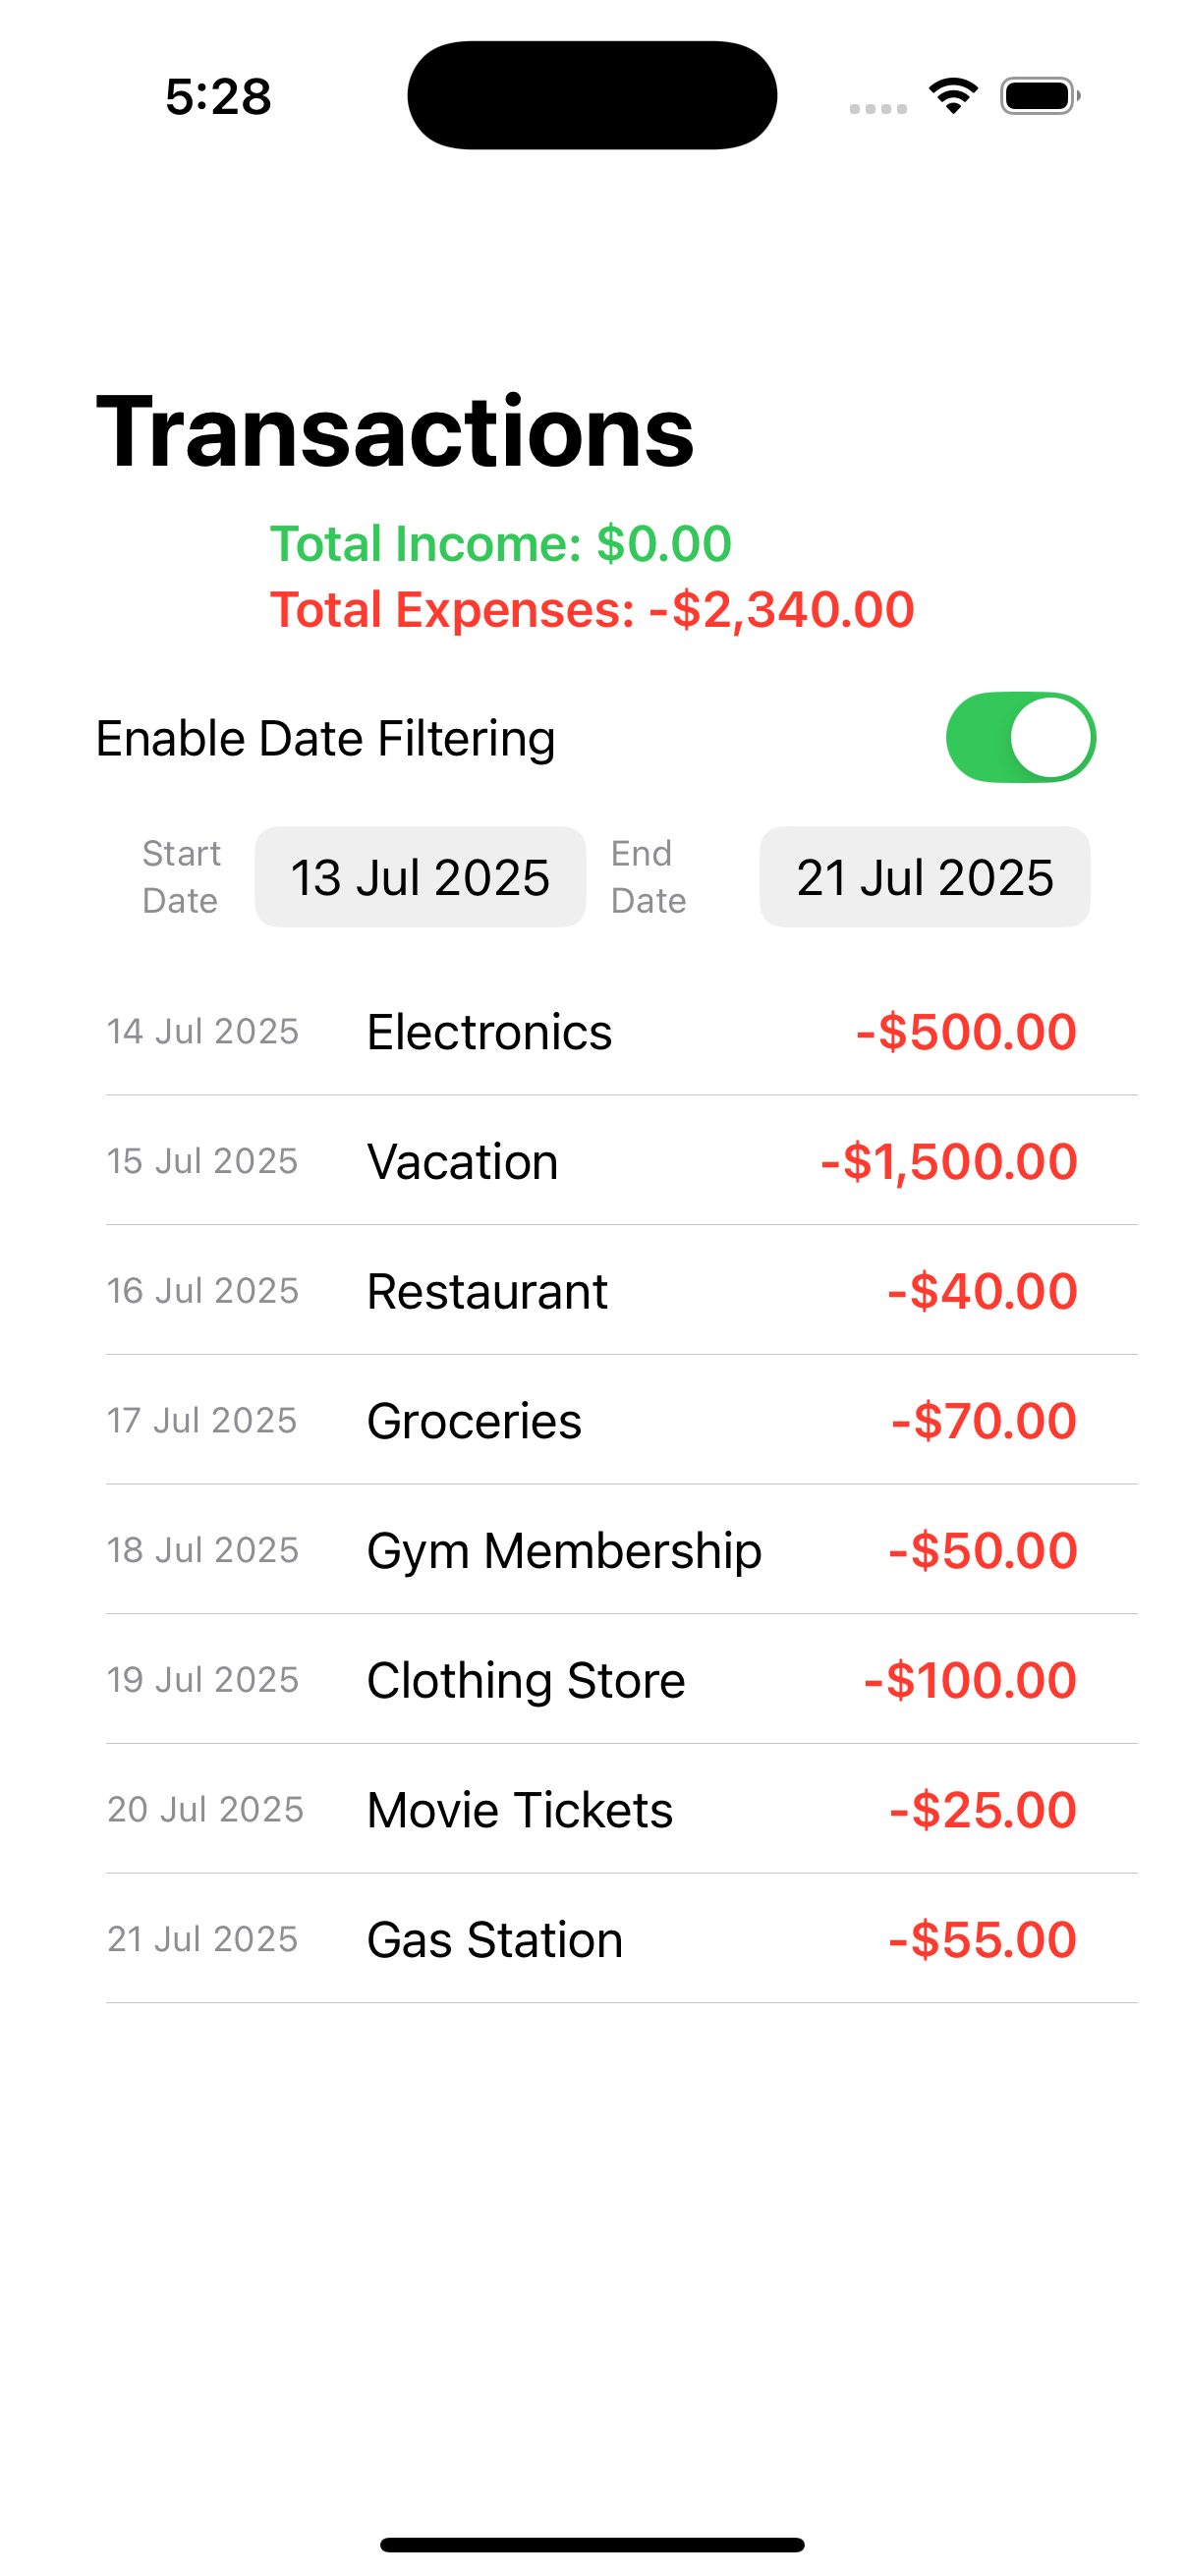 5:28
Transactions
Total Income: $0.00
Total Expenses: -$2,340.00
Enable Date Filtering
Start Date 13 Jul 2025 End Date 21 Jul 2025
14 Jul 2025 Electronics -$500.00
15 Jul 2025 Vacation -$1,500.00
16 Jul 2025 Restaurant -$40.00
17 Jul 2025 Groceries -$70.00
18 Jul 2025 Gym Membership -$50.00
19 Jul 2025 Clothing Store -$100.00
20 Jul 2025 Movie Tickets -$25.00
21 Jul 2025 Gas Station -$55.00